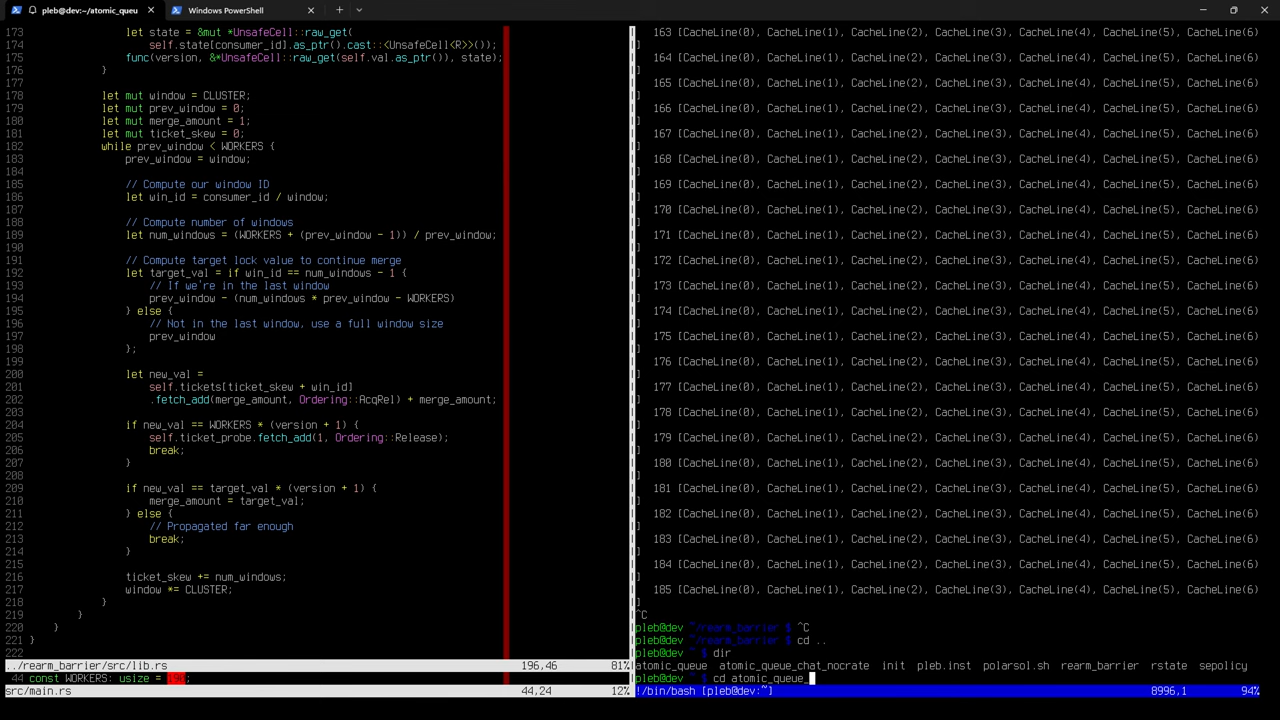 pleb@dev:~/atomic_queu
Windows PowerShell
173 let state = &mut *UnsafeCell::raw_get(
174 self.state[consumer_id].as_ptr().cast::<UnsafeCell<R>>());
175 func(version, &*UnsafeCell::raw_get(self.val.as_ptr()), state);
176 }
177
178 let mut window = CLUSTER;
179 let mut prev_window = 0;
180 let mut merge_amount = 1;
181 let mut ticket_skew = 0;
182 while prev_window < WORKERS {
183 prev_window = window;
184
185 // Compute our window ID
186 let win_id = consumer_id / window;
187
188 // Compute number of windows
189 let num_windows = (WORKERS + (prev_window - 1)) / prev_window;
190
191 // Compute target lock value to continue merge
192 let target_val = if win_id == num_windows - 1 {
193 // If we're in the last window
194 prev_window - (num_windows * prev_window - WORKERS)
195 } else {
196 // Not in the last window, use a full window size
197 prev_window
198 };
199
200 let new_val =
201 self.tickets[ticket_skew + win_id]
202 .fetch_add(merge_amount, Ordering::AcqRel) + merge_amount;
203
204 if new_val == WORKERS * (version + 1) {
205 self.ticket_probe.fetch_add(1, Ordering::Release);
206 break;
207 }
208
209 if new_val == target_val * (version + 1) {
210 merge_amount = target_val;
211 } else {
212 // Propagated far enough
213 break;
214 }
215
216 ticket_skew += num_windows;
217 window *= CLUSTER;
218 }
219 }
220 }
221 }
222
../rearm_barrier/src/lib.rs 196,46 81%
44 const WORKERS: usize = 190;
src/main.rs 44,24 12%
163 [CacheLine(0), CacheLine(1), CacheLine(2), CacheLine(3), CacheLine(4), CacheLine(5), CacheLine(6)
]
164 [CacheLine(0), CacheLine(1), CacheLine(2), CacheLine(3), CacheLine(4), CacheLine(5), CacheLine(6)
]
165 [CacheLine(0), CacheLine(1), CacheLine(2), CacheLine(3), CacheLine(4), CacheLine(5), CacheLine(6)
]
166 [CacheLine(0), CacheLine(1), CacheLine(2), CacheLine(3), CacheLine(4), CacheLine(5), CacheLine(6)
]
167 [CacheLine(0), CacheLine(1), CacheLine(2), CacheLine(3), CacheLine(4), CacheLine(5), CacheLine(6)
]
168 [CacheLine(0), CacheLine(1), CacheLine(2), CacheLine(3), CacheLine(4), CacheLine(5), CacheLine(6)
]
169 [CacheLine(0), CacheLine(1), CacheLine(2), CacheLine(3), CacheLine(4), CacheLine(5), CacheLine(6)
]
170 [CacheLine(0), CacheLine(1), CacheLine(2), CacheLine(3), CacheLine(4), CacheLine(5), CacheLine(6)
]
171 [CacheLine(0), CacheLine(1), CacheLine(2), CacheLine(3), CacheLine(4), CacheLine(5), CacheLine(6)
]
172 [CacheLine(0), CacheLine(1), CacheLine(2), CacheLine(3), CacheLine(4), CacheLine(5), CacheLine(6)
]
173 [CacheLine(0), CacheLine(1), CacheLine(2), CacheLine(3), CacheLine(4), CacheLine(5), CacheLine(6)
]
174 [CacheLine(0), CacheLine(1), CacheLine(2), CacheLine(3), CacheLine(4), CacheLine(5), CacheLine(6)
]
175 [CacheLine(0), CacheLine(1), CacheLine(2), CacheLine(3), CacheLine(4), CacheLine(5), CacheLine(6)
]
176 [CacheLine(0), CacheLine(1), CacheLine(2), CacheLine(3), CacheLine(4), CacheLine(5), CacheLine(6)
]
177 [CacheLine(0), CacheLine(1), CacheLine(2), CacheLine(3), CacheLine(4), CacheLine(5), CacheLine(6)
]
178 [CacheLine(0), CacheLine(1), CacheLine(2), CacheLine(3), CacheLine(4), CacheLine(5), CacheLine(6)
]
179 [CacheLine(0), CacheLine(1), CacheLine(2), CacheLine(3), CacheLine(4), CacheLine(5), CacheLine(6)
]
180 [CacheLine(0), CacheLine(1), CacheLine(2), CacheLine(3), CacheLine(4), CacheLine(5), CacheLine(6)
]
181 [CacheLine(0), CacheLine(1), CacheLine(2), CacheLine(3), CacheLine(4), CacheLine(5), CacheLine(6)
]
182 [CacheLine(0), CacheLine(1), CacheLine(2), CacheLine(3), CacheLine(4), CacheLine(5), CacheLine(6)
]
183 [CacheLine(0), CacheLine(1), CacheLine(2), CacheLine(3), CacheLine(4), CacheLine(5), CacheLine(6)
]
184 [CacheLine(0), CacheLine(1), CacheLine(2), CacheLine(3), CacheLine(4), CacheLine(5), CacheLine(6)
]
185 [CacheLine(0), CacheLine(1), CacheLine(2), CacheLine(3), CacheLine(4), CacheLine(5), CacheLine(6)
]
^C
pleb@dev ~/rearm_barrier $ ^C
pleb@dev ~/rearm_barrier $ cd ..
pleb@dev ~ $ dir
atomic_queue atomic_queue_chat_nocrate init pleb.inst polarsol.sh rearm_barrier rstate sepolicy
pleb@dev ~ $ cd atomic_queue_
!/bin/bash [pleb@dev:~] 8996,1 94%